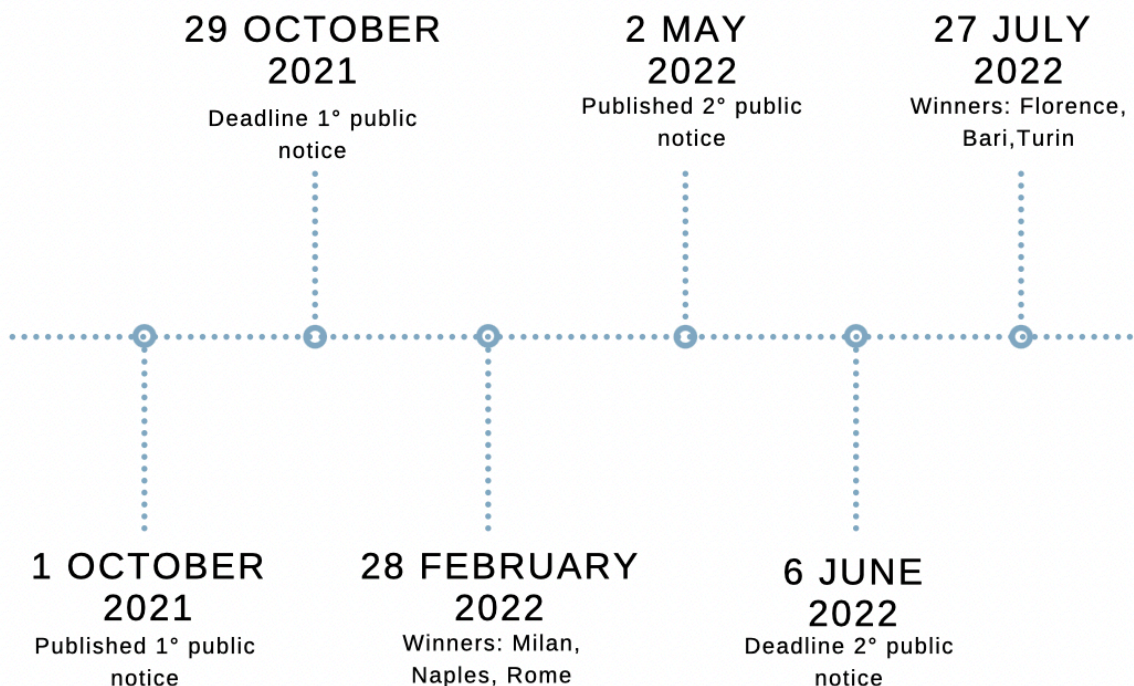 29 OCTOBER
2021
Deadline 1° public
notice
2 MAY
2022
Published 2° public
notice
27 JULY
2022
Winners: Florence,
Bari,Turin
1 OCTOBER
2021
Published 1° public
notice
28 FEBRUARY
2022
Winners: Milan,
Naples, Rome
6 JUNE
2022
Deadline 2° public
notice